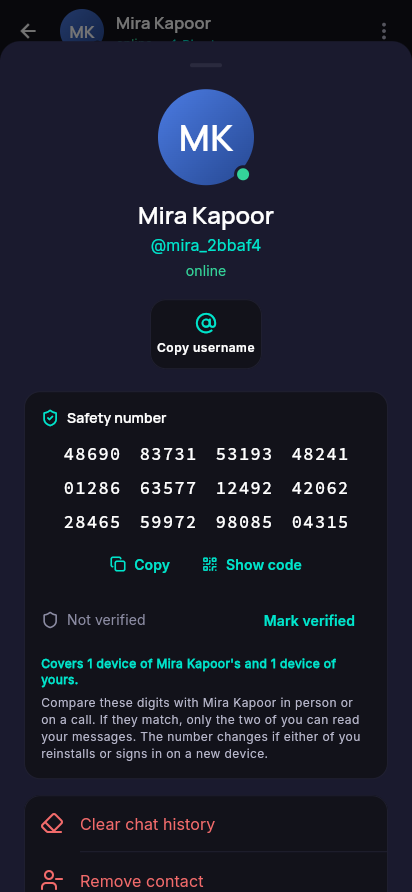 MK
Mira Kapoor
MK
Mira Kapoor
@mira_2bbaf4
online
Copy username
Safety number
48690 83731 53193 48241
01286 63577 12492 42062
28465 59972 98085 04315
Copy
Show code
Not verified
Mark verified
Covers 1 device of Mira Kapoor's and 1 device of
yours.
Compare these digits with Mira Kapoor in person or
on a call. If they match, only the two of you can read
your messages. The number changes if either of you
reinstalls or signs in on a new device.
Clear chat history
Remove contact